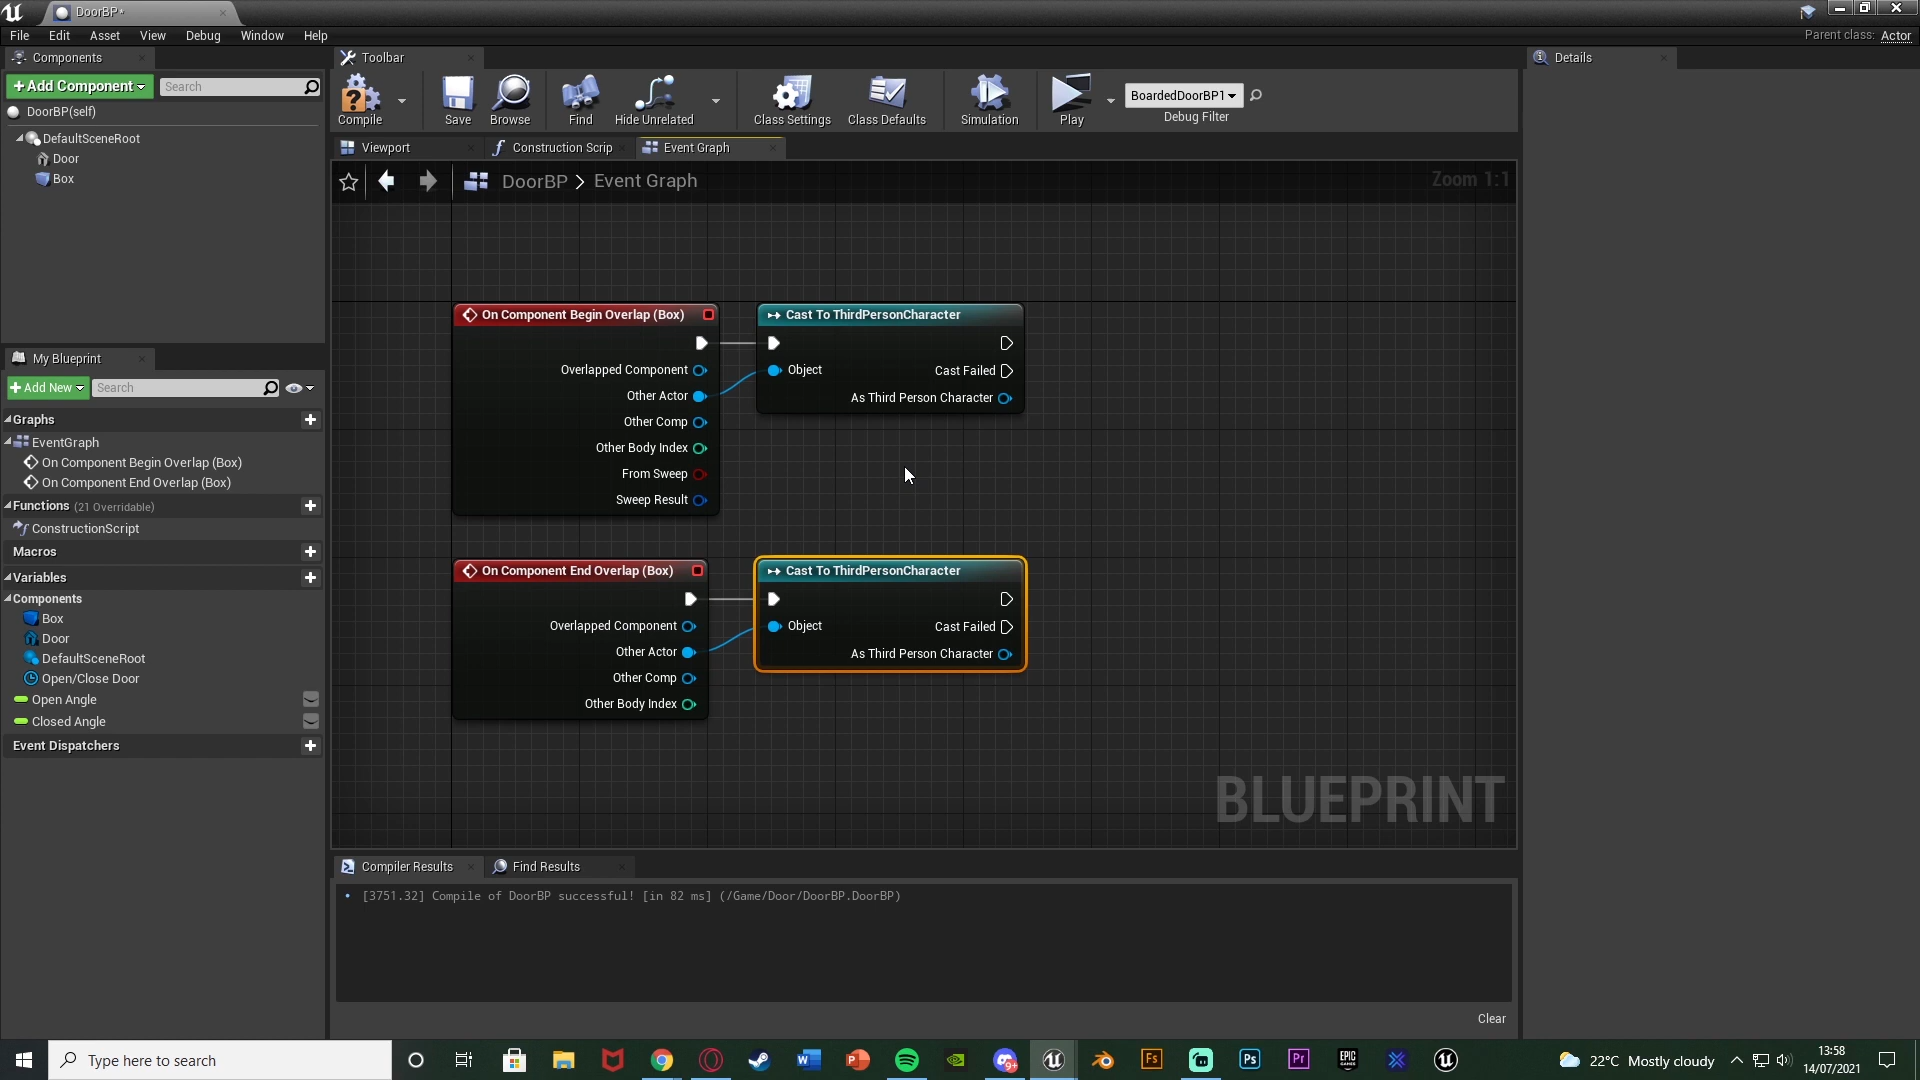 DoorBP*
File Edit Asset View Debug Window Help
Parent class: Actor
Components
Toolbar
Details
+Add Component
Search
Compile
Save
Browse
Find
Hide Unrelated
Class Settings
Class Defaults
Simulation
Play
BoardedDoorBP1
Debug Filter
DoorBP(self)
DefaultSceneRoot
Door
Box
Viewport
Construction Scrip
Event Graph
DoorBP > Event Graph
Zoom 1:1
On Component Begin Overlap (Box)
Overlapped Component
Other Actor
Other Comp
Other Body Index
From Sweep
Sweep Result
Cast To ThirdPersonCharacter
Object
Cast Failed
As Third Person Character
On Component End Overlap (Box)
Overlapped Component
Other Actor
Other Comp
Other Body Index
Cast To ThirdPersonCharacter
Object
Cast Failed
As Third Person Character
BLUEPRINT
My Blueprint
+Add New
Search
Graphs
EventGraph
On Component Begin Overlap (Box)
On Component End Overlap (Box)
Functions (21 Overridable)
ConstructionScript
Macros
Variables
Components
Box
Door
DefaultSceneRoot
Open/Close Door
Open Angle
Closed Angle
Event Dispatchers
Compiler Results
Find Results
[3751.32] Compile of DoorBP successful! [in 82 ms] (/Game/Door/DoorBP.DoorBP)
Clear
Type here to search
22°C Mostly cloudy
13:58
14/07/2021